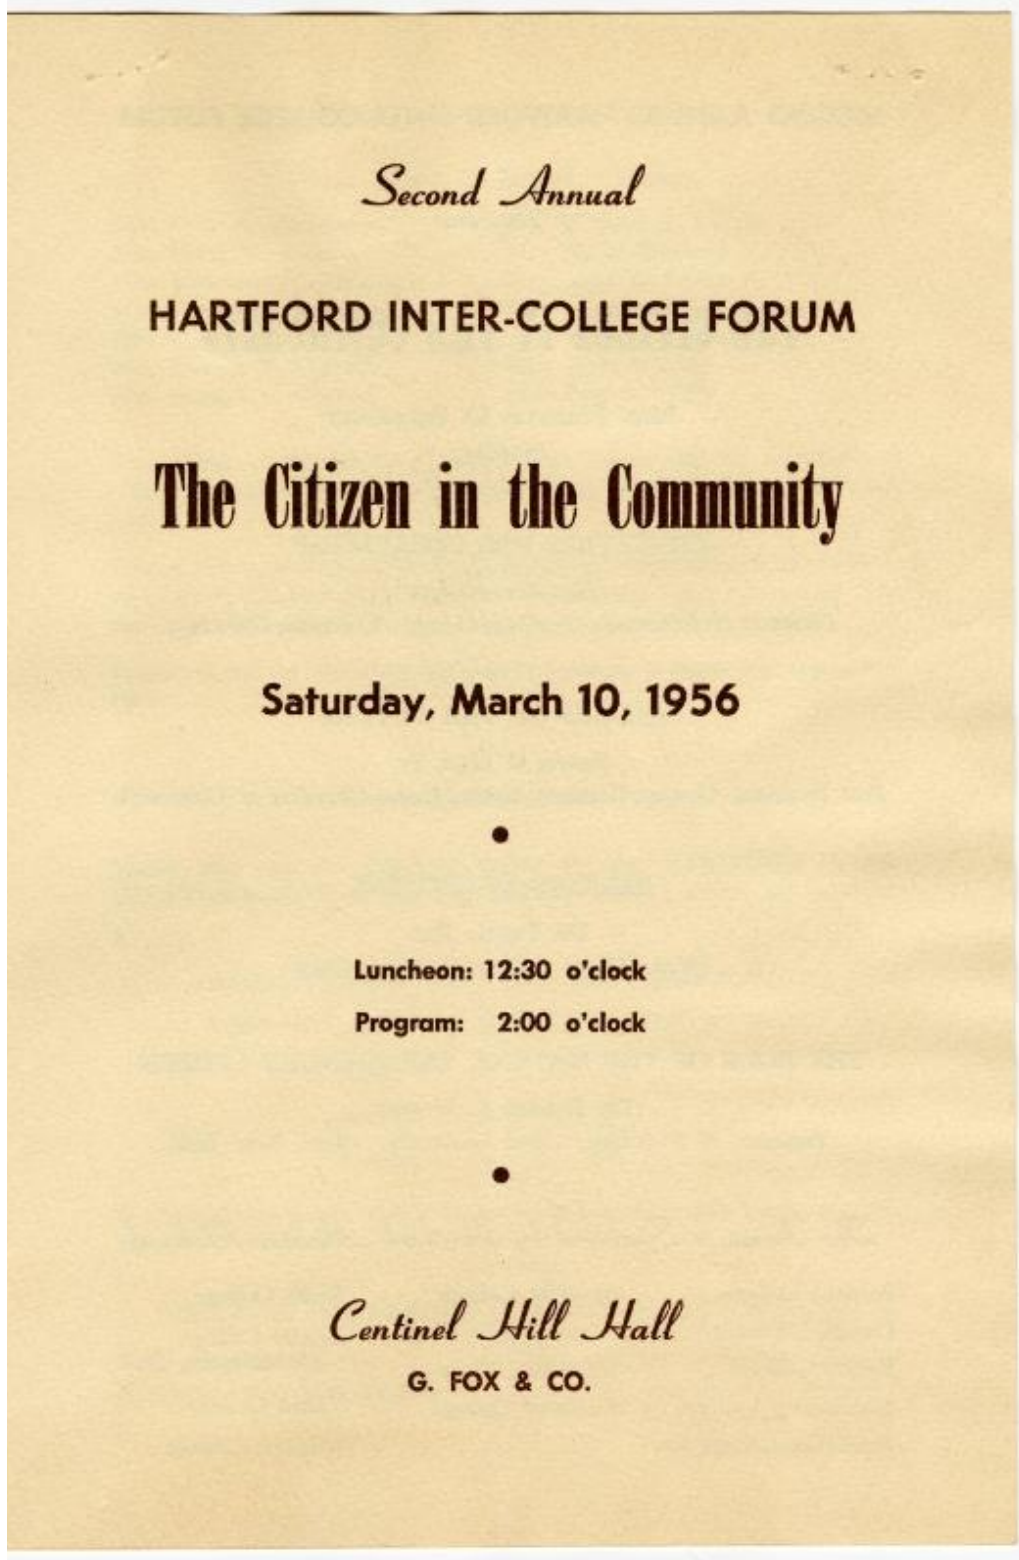 Second Annual
HARTFORD INTER-COLLEGE FORUM
The Citizen in the Community
Saturday, March 10, 1956
•
Luncheon: 12:30 o'clock
Program: 2:00 o'clock
•
Centinel Hill Hall
G. FOX & CO.